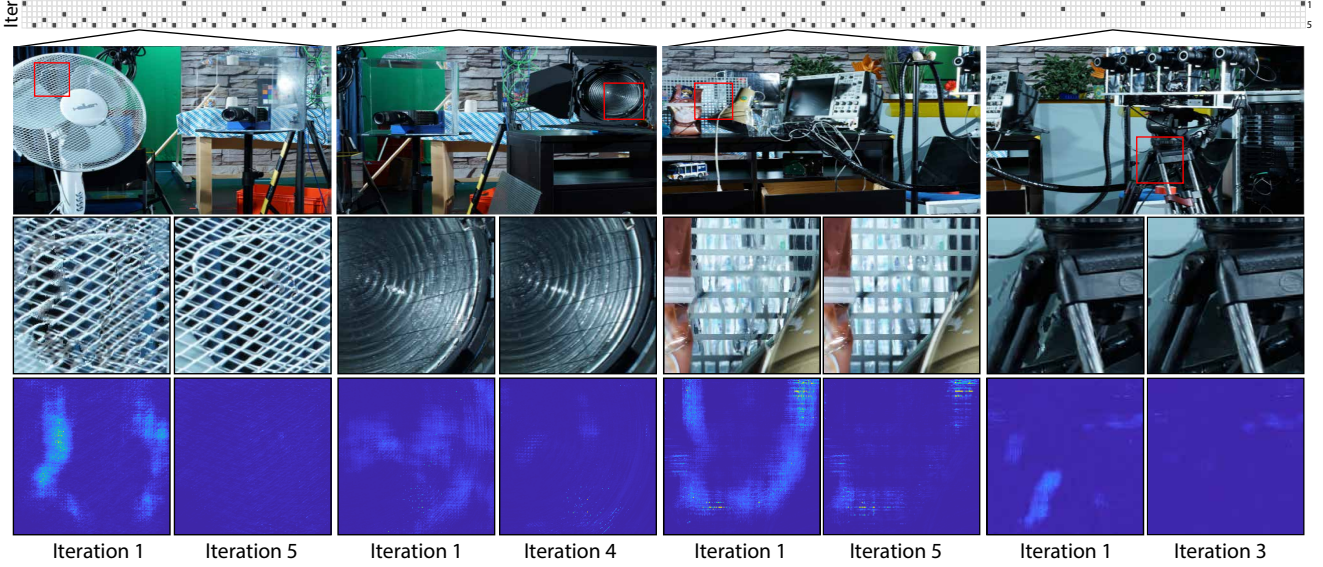 Iter
1
5
Iteration 1
Iteration 5
Iteration 1
Iteration 4
Iteration 1
Iteration 5
Iteration 1
Iteration 3